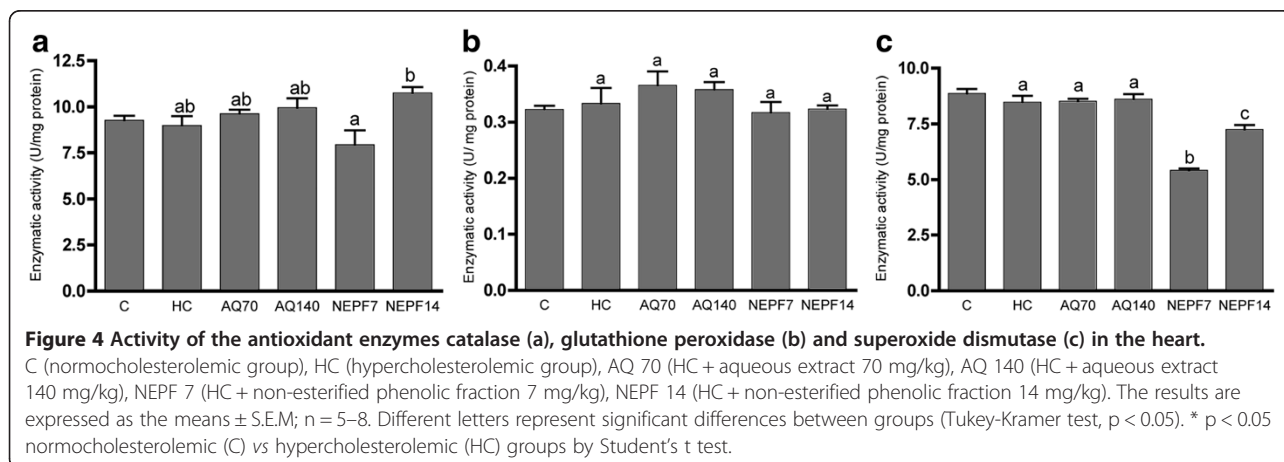 a
b
c
Enzymatic activity (U/mg protein)
12.5
10.0
7.5
5.0
2.5
0.0
ab
ab
ab
a
b
C
HC
AQ70
AQ140
NEPF7
NEPF14
Enzymatic activity (U/ mg protein)
0.4
0.3
0.2
0.1
0.0
a
a
a
a
a
C
HC
AQ70
AQ140
NEPF7
NEPF14
Enzymatic activity (U/mg protein)
10.0
7.5
5.0
2.5
0.0
a
a
a
b
c
C
HC
AQ70
AQ140
NEPF7
NEPF14
Figure 4 Activity of the antioxidant enzymes catalase (a), glutathione peroxidase (b) and superoxide dismutase (c) in the heart.
C (normocholesterolemic group), HC (hypercholesterolemic group), AQ 70 (HC + aqueous extract 70 mg/kg), AQ 140 (HC + aqueous extract
140 mg/kg), NEPF 7 (HC + non-esterified phenolic fraction 7 mg/kg), NEPF 14 (HC + non-esterified phenolic fraction 14 mg/kg). The results are
expressed as the means ± S.E.M; n = 5–8. Different letters represent significant differences between groups (Tukey-Kramer test, p < 0.05). * p < 0.05
normocholesterolemic (C) vs hypercholesterolemic (HC) groups by Student's t test.